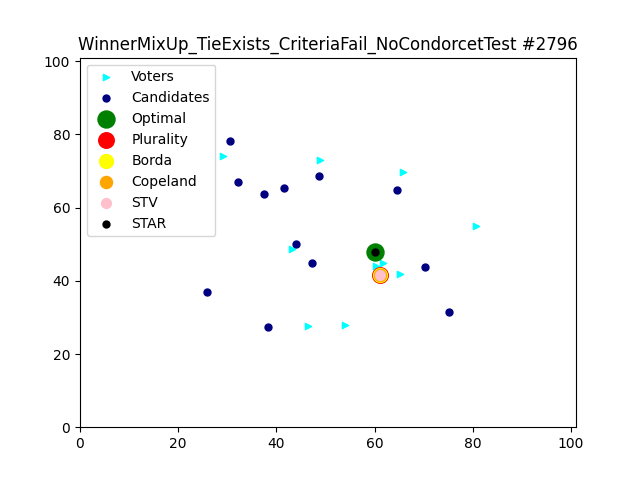 WinnerMixUp_TieExists_CriteriaFail_NoCondorcetTest #2796
100
80
60
40
20
0
0
20
40
60
80
100
Voters
Candidates
Optimal
Plurality
Borda
Copeland
STV
STAR